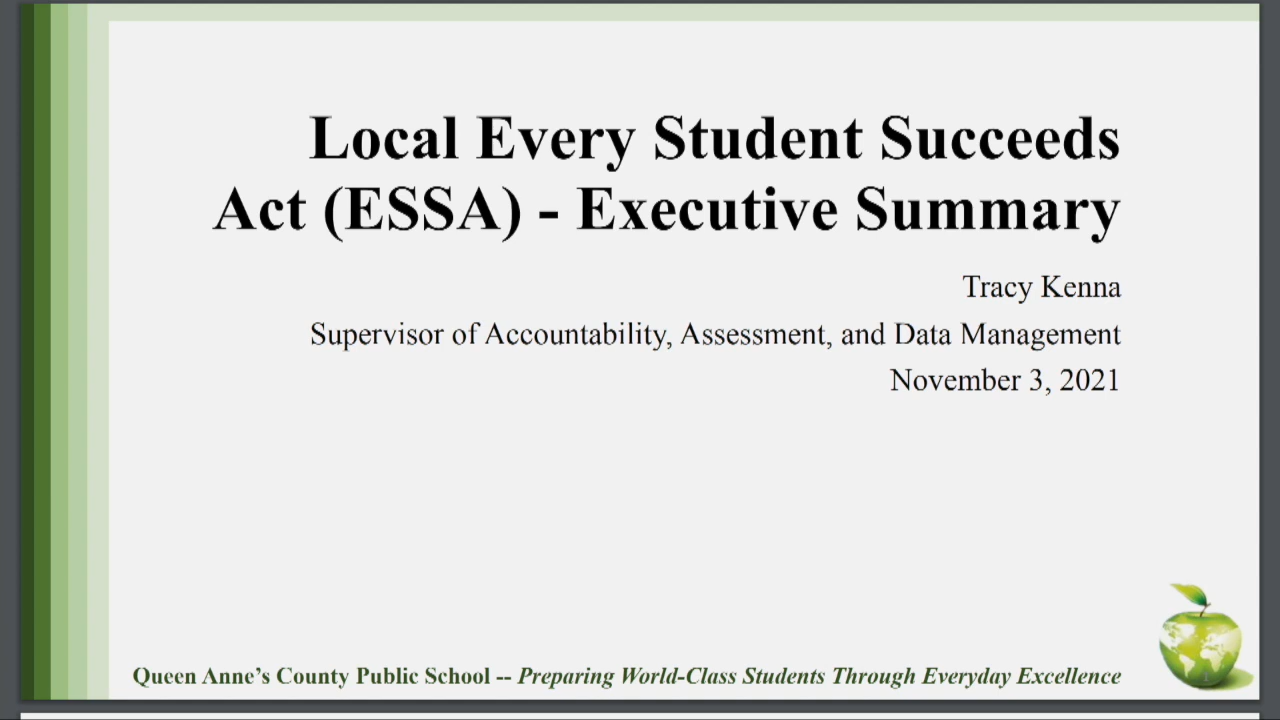 Local Every Student Succeeds
Act (ESSA) - Executive Summary
Tracy Kenna
Supervisor of Accountability, Assessment, and Data Management
November 3, 2021
Queen Anne’s County Public School -- Preparing World-Class Students Through Everyday Excellence
1